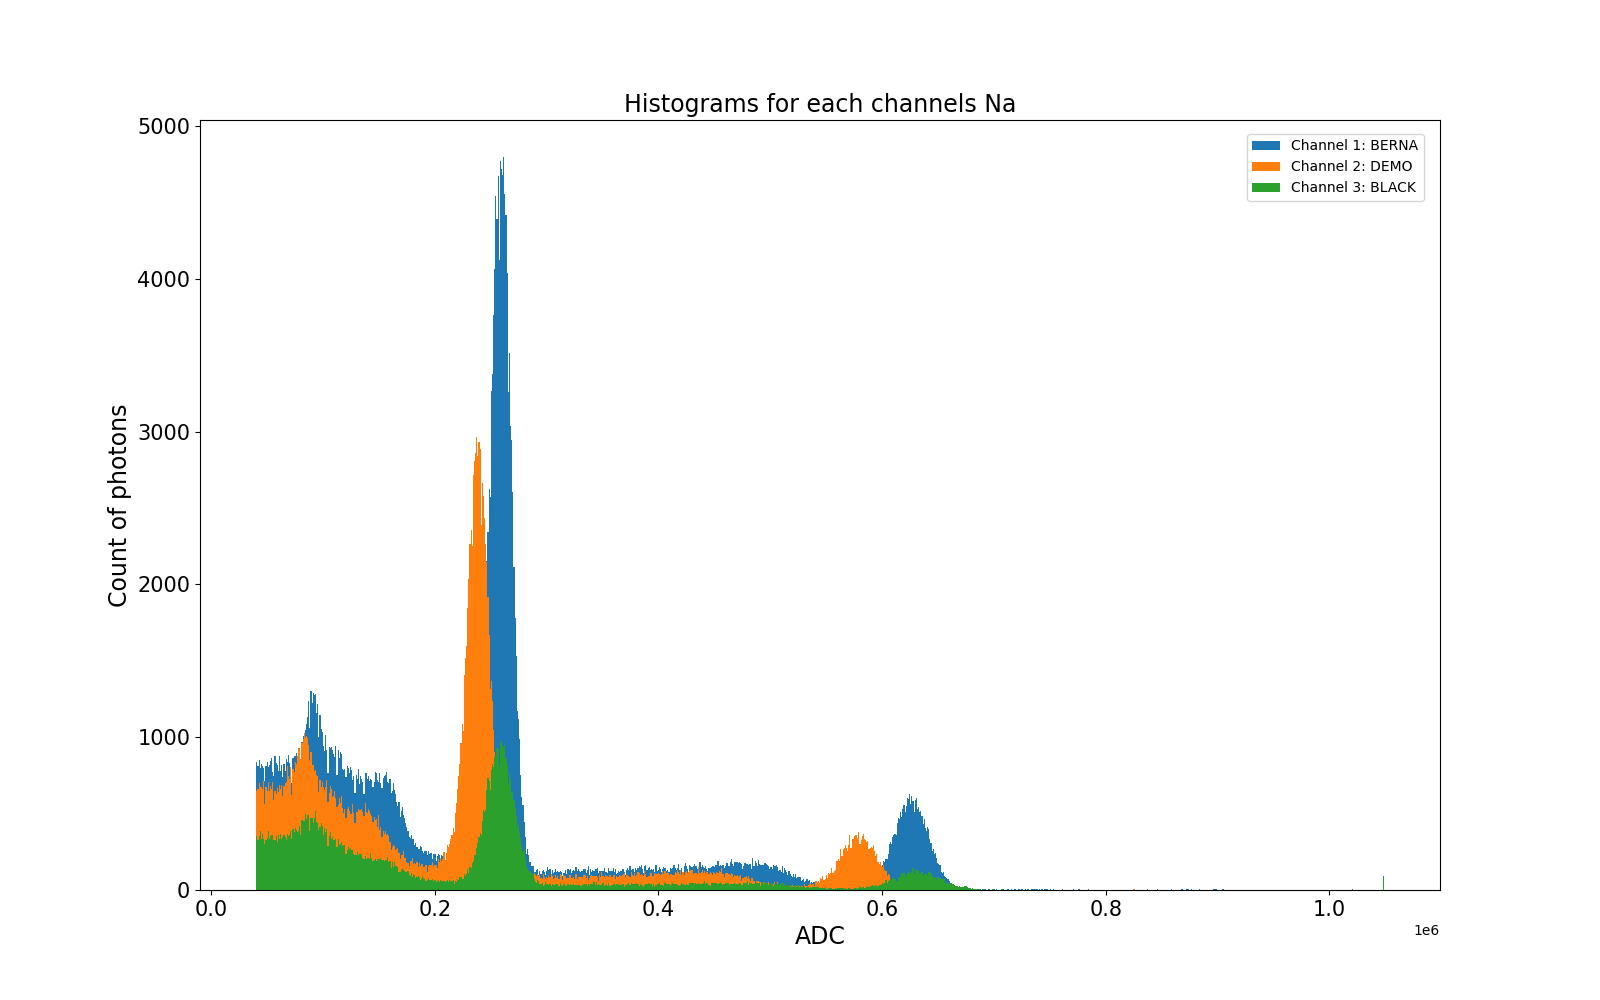 Histograms for each channels Na
Channel 1: BERNA
Channel 2: DEMO
Channel 3: BLACK
Count of photons
5000
4000
3000
2000
1000
0
0.0 0.2 0.4 0.6 0.8 1.0
1e6
ADC